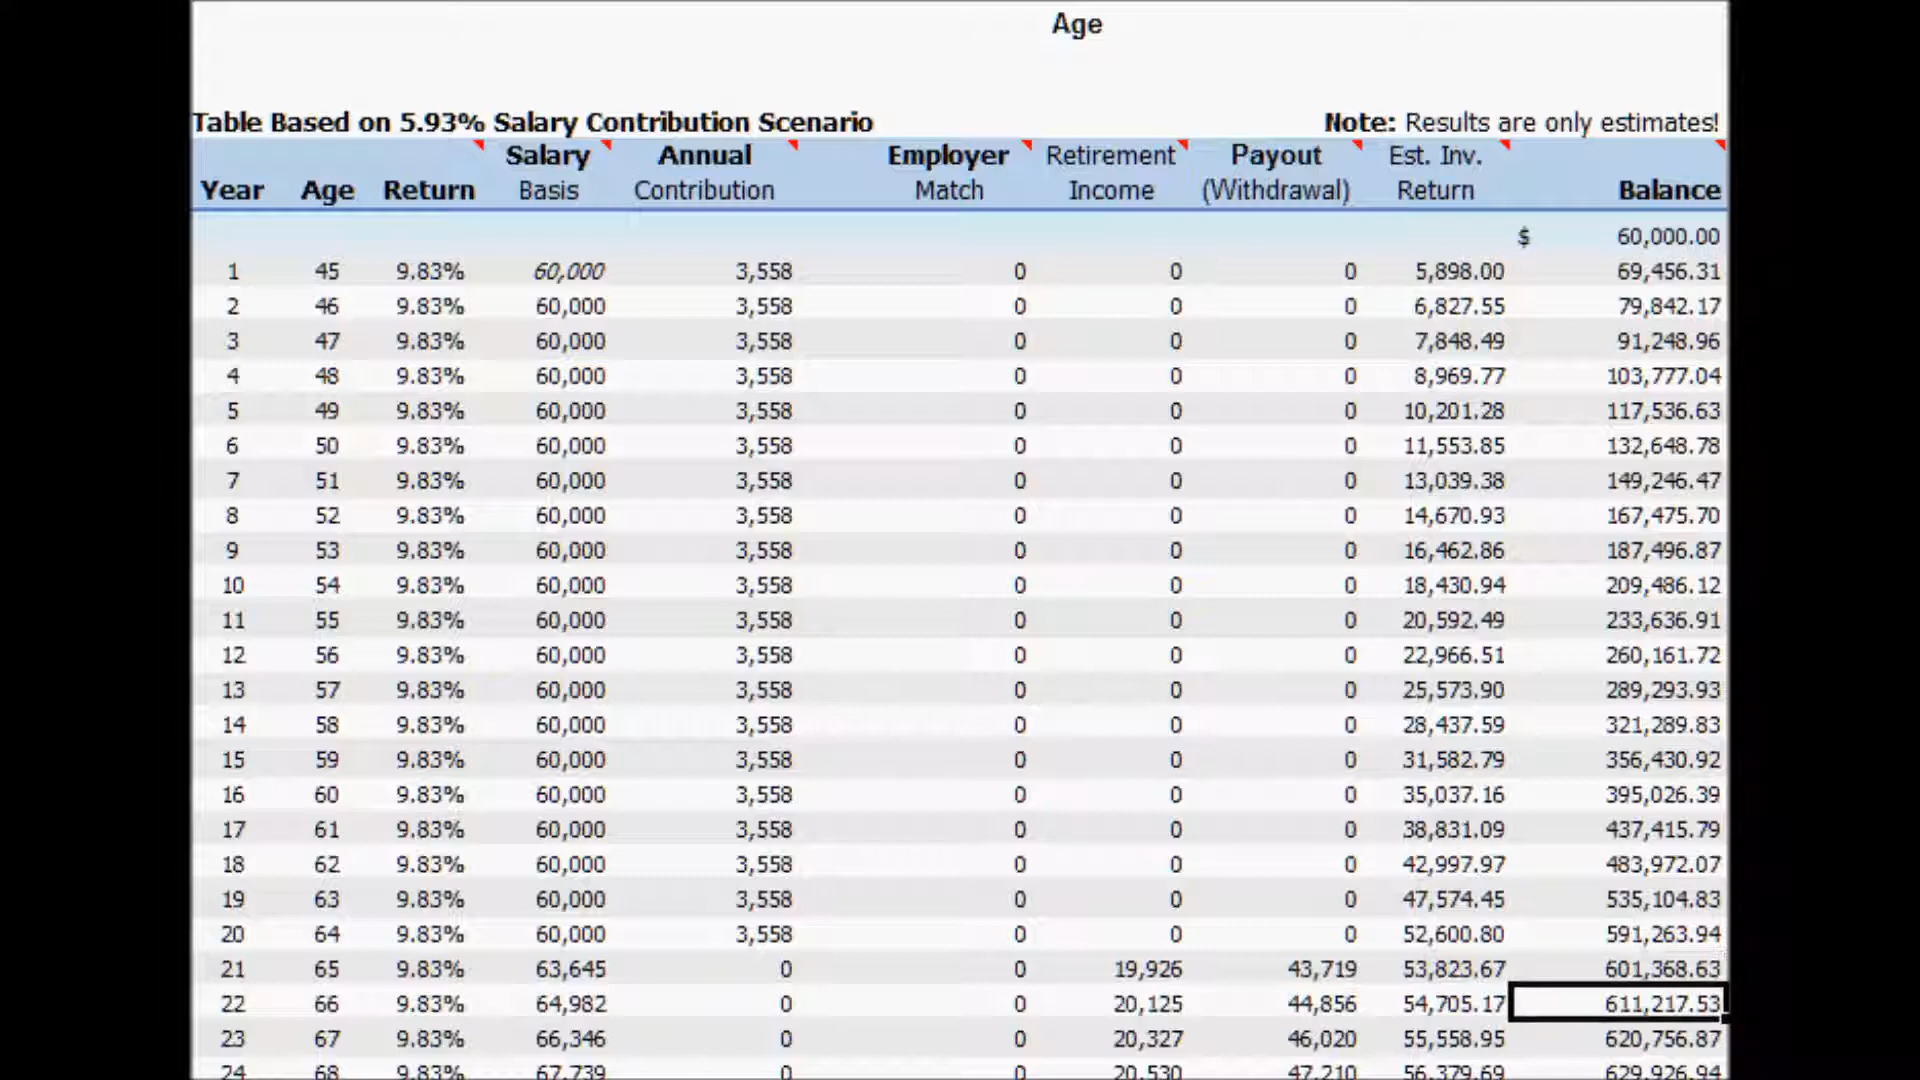 Age
Table Based on 5.93% Salary Contribution Scenario Note: Results are only estimates!
Salary Annual Employer Retirement Payout Est. Inv.
Year Age Return Basis Contribution Match Income (Withdrawal) Return Balance
$ 60,000.00
1 45 9.83% 60,000 3,558 0 0 0 5,898.00 69,456.31
2 46 9.83% 60,000 3,558 0 0 0 6,827.55 79,842.17
3 47 9.83% 60,000 3,558 0 0 0 7,848.49 91,248.96
4 48 9.83% 60,000 3,558 0 0 0 8,969.77 103,777.04
5 49 9.83% 60,000 3,558 0 0 0 10,201.28 117,536.63
6 50 9.83% 60,000 3,558 0 0 0 11,553.85 132,648.78
7 51 9.83% 60,000 3,558 0 0 0 13,039.38 149,246.47
8 52 9.83% 60,000 3,558 0 0 0 14,670.93 167,475.70
9 53 9.83% 60,000 3,558 0 0 0 16,462.86 187,496.87
10 54 9.83% 60,000 3,558 0 0 0 18,430.94 209,486.12
11 55 9.83% 60,000 3,558 0 0 0 20,592.49 233,636.91
12 56 9.83% 60,000 3,558 0 0 0 22,966.51 260,161.72
13 57 9.83% 60,000 3,558 0 0 0 25,573.90 289,293.93
14 58 9.83% 60,000 3,558 0 0 0 28,437.59 321,289.83
15 59 9.83% 60,000 3,558 0 0 0 31,582.79 356,430.92
16 60 9.83% 60,000 3,558 0 0 0 35,037.16 395,026.39
17 61 9.83% 60,000 3,558 0 0 0 38,831.09 437,415.79
18 62 9.83% 60,000 3,558 0 0 0 42,997.97 483,972.07
19 63 9.83% 60,000 3,558 0 0 0 47,574.45 535,104.83
20 64 9.83% 60,000 3,558 0 0 0 52,600.80 591,263.94
21 65 9.83% 63,645 0 0 19,926 43,719 53,823.67 601,368.63
22 66 9.83% 64,982 0 0 20,125 44,856 54,705.17 611,217.53
23 67 9.83% 66,346 0 0 20,327 46,020 55,558.95 620,756.87
24 68 9.83% 67,739 0 0 20,530 47,210 56,379.69 629,926.94